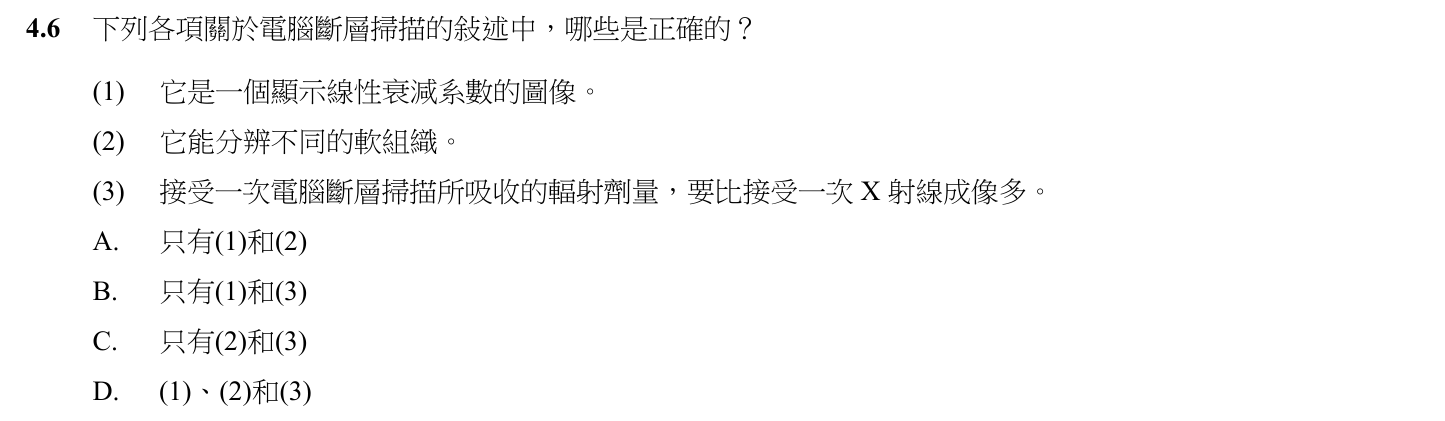 4.6 下列各項關於電腦斷層掃描的敍述中，哪些是正確的？
(1) 它是一個顯示線性衰減系數的圖像。
(2) 它能分辨不同的軟組織。
(3) 接受一次電腦斷層掃描所吸收的輻射劑量，要比接受一次 X 射線成像多。
A. 只有(1)和(2)
B. 只有(1)和(3)
C. 只有(2)和(3)
D. (1)、(2)和(3)